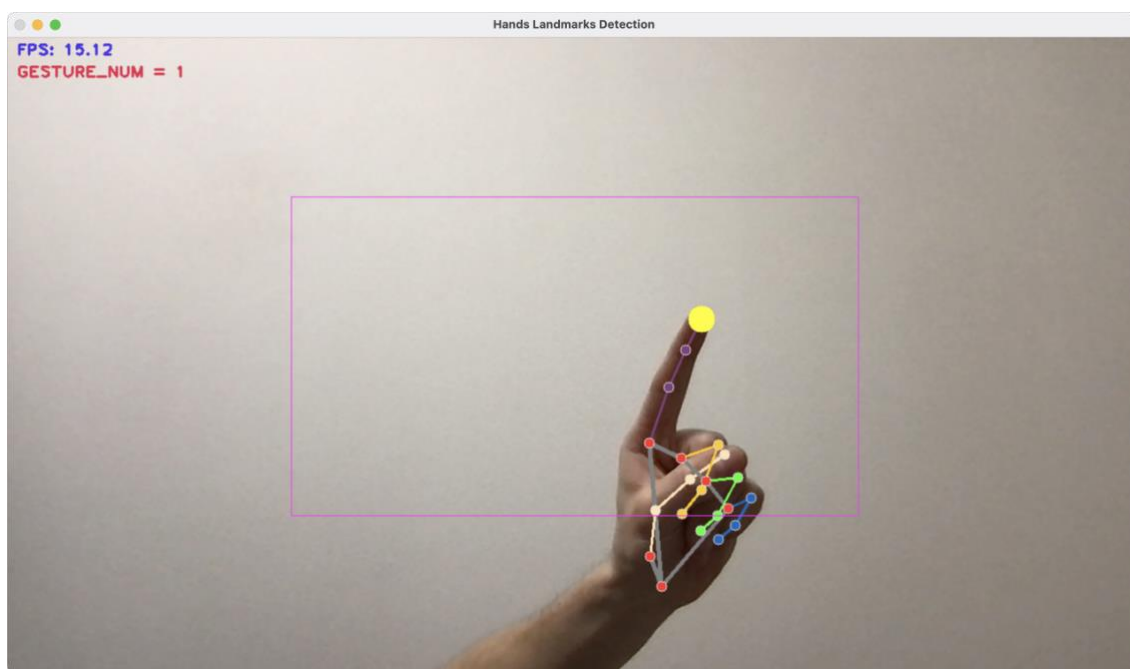 Hands Landmarks Detection
FPS: 15.12
GESTURE_NUM = 1